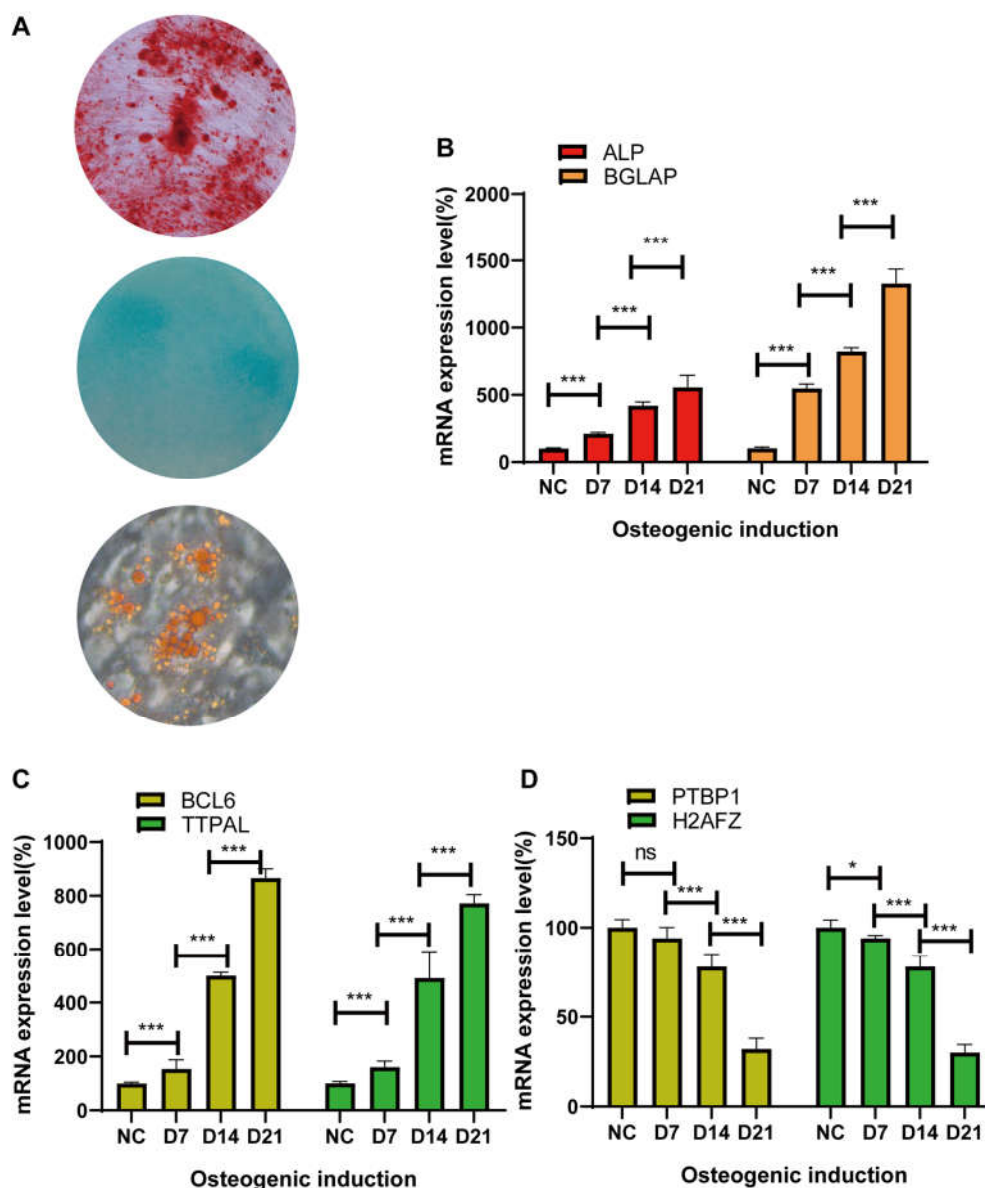 A
B
ALP
BGLAP
mRNA expression level(%)
2000
1500
1000
500
0
***
***
***
***
***
***
NC D7 D14 D21 NC D7 D14 D21
Osteogenic induction
C
BCL6
TTPAL
mRNA expression level(%)
1000
800
600
400
200
0
***
***
***
***
***
***
NC D7 D14 D21 NC D7 D14 D21
Osteogenic induction
D
PTBP1
H2AFZ
mRNA expression level(%)
150
100
50
0
ns
***
***
*
***
***
NC D7 D14 D21 NC D7 D14 D21
Osteogenic induction